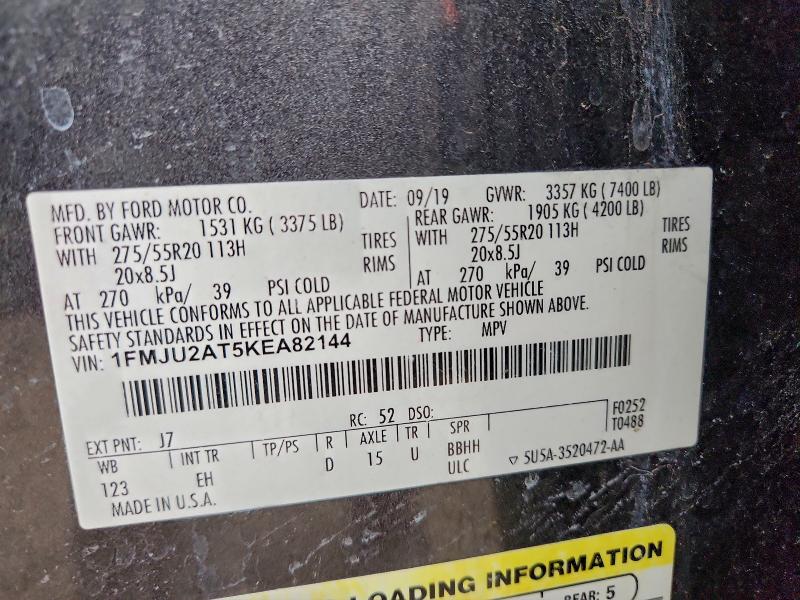 MFD. BY FORD MOTOR CO. DATE: 09/19 GVWR: 3357 KG ( 7400 LB)
FRONT GAWR: 1531 KG ( 3375 LB) REAR GAWR: 1905 KG ( 4200 LB)
WITH 275/55R20 113H TIRES WITH 275/55R20 113H TIRES
20x8.5J RIMS 20x8.5J RIMS
AT 270 kPa/ 39 PSI COLD AT 270 kPa/ 39 PSI COLD
THIS VEHICLE CONFORMS TO ALL APPLICABLE FEDERAL MOTOR VEHICLE
SAFETY STANDARDS IN EFFECT ON THE DATE OF MANUFACTURE SHOWN ABOVE.
VIN: 1FMJU2AT5KEA82144 TYPE: MPV
F0252
T0488
EXT PNT: J7 RC: 52 DSO:
WB INT TR TP/PS R AXLE TR SPR
123 EH D 15 U BBHH
ULC ▽ 5U5A-3520472-AA
MADE IN U.S.A.
LOADING INFORMATION
REAR: 5